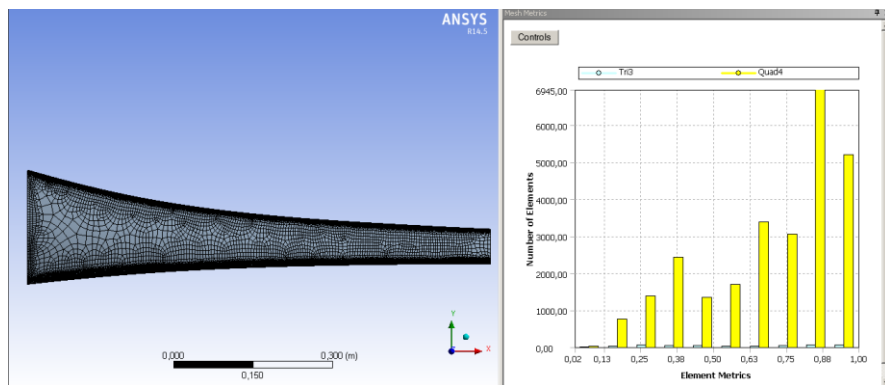 ANSYS
R14.5
0,000
0,300 (m)
0,150
Y
X
Mesh Metrics
Controls
Tri3
Quad4
6945,00
6000,00
5000,00
4000,00
3000,00
2000,00
1000,00
0,00
Number of Elements
0,02
0,13
0,25
0,38
0,50
0,63
0,75
0,88
1,00
Element Metrics